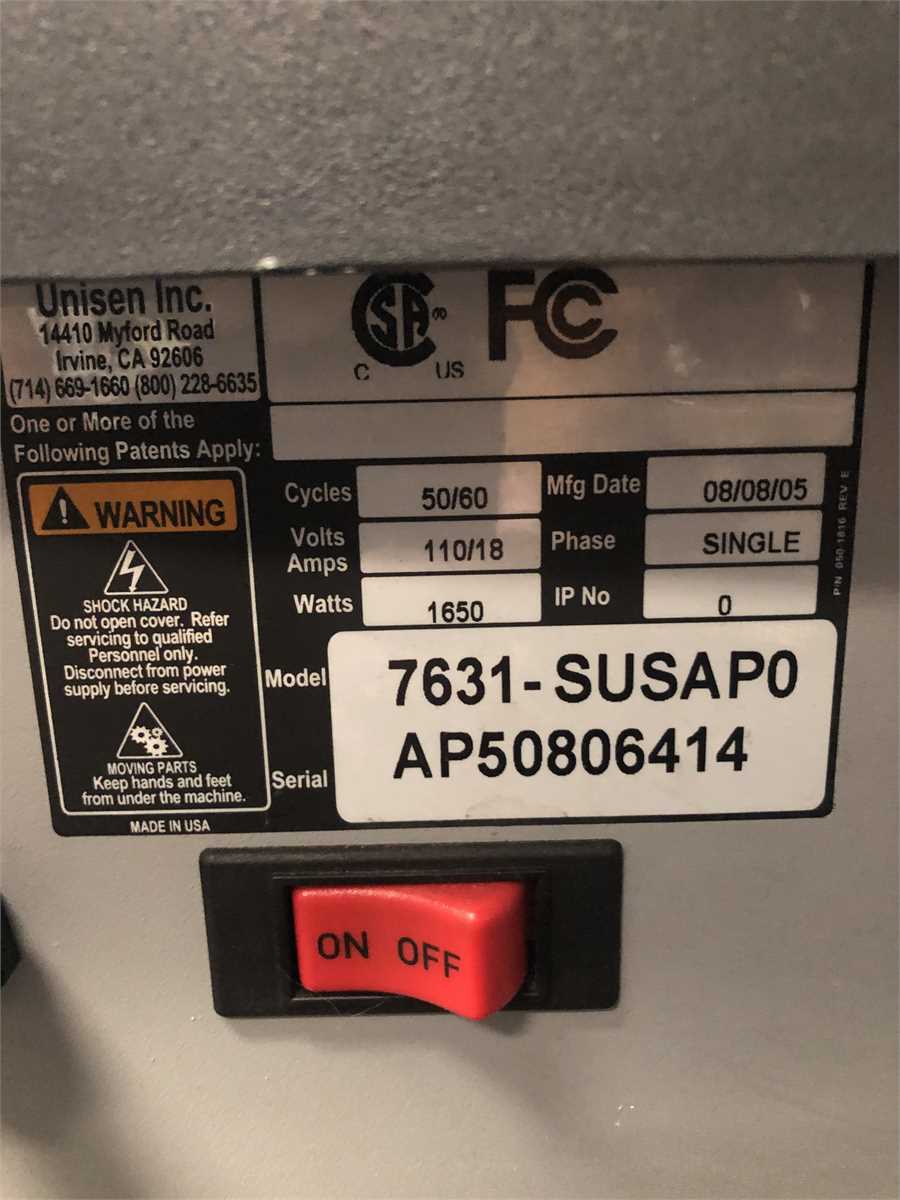 Unisen Inc.
14410 Myford Road
Irvine, CA 92606
(714) 669-1660 (800) 228-6635
CSA®
C US
FC
One or More of the
Following Patents Apply:
WARNING
SHOCK HAZARD
Do not open cover. Refer
servicing to qualified
Personnel only.
Disconnect from power
supply before servicing.
MOVING PARTS
Keep hands and feet
from under the machine.
MADE IN USA
Cycles 50/60 Mfg Date 08/08/05
Volts
Amps 110/18 Phase SINGLE
Watts 1650 IP No 0
Model 7631-SUSAP0
Serial AP50806414
P/N 050-1816 REV E
ON OFF